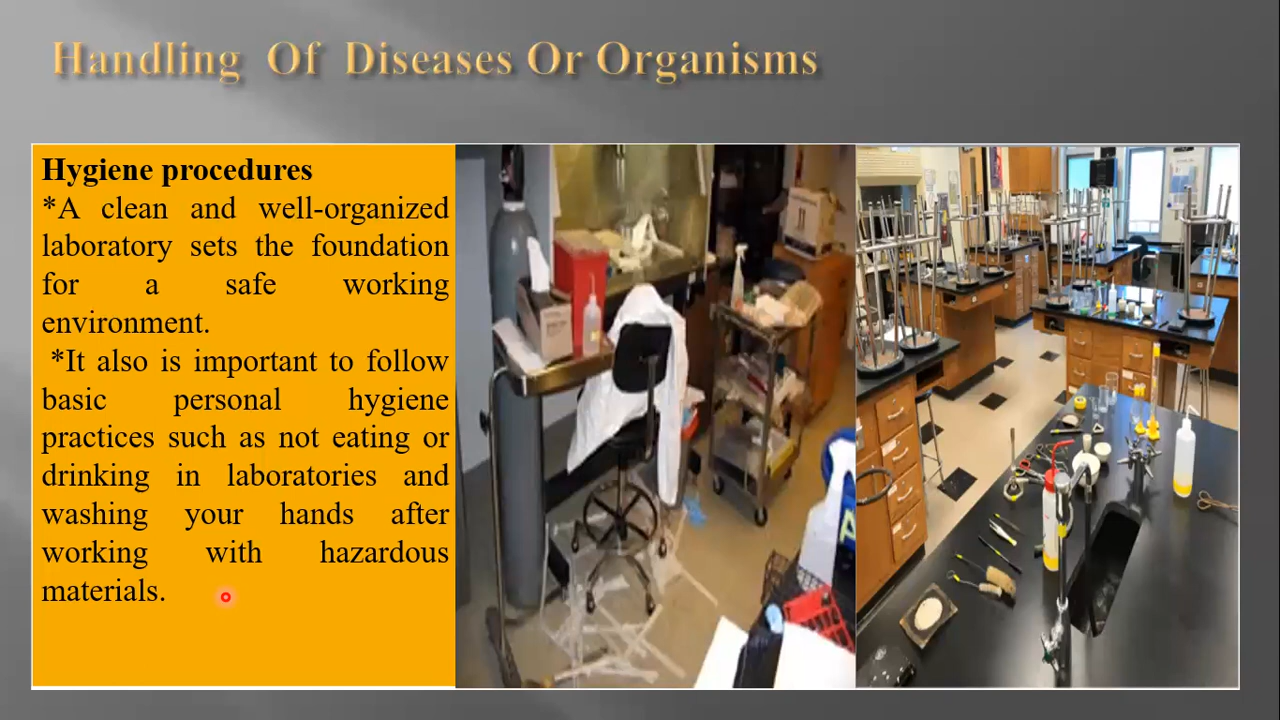 Handling Of Diseases Or Organisms
Hygiene procedures
*A clean and well-organized
laboratory sets the foundation
for a safe working
environment.
*It also is important to follow
basic personal hygiene
practices such as not eating or
drinking in laboratories and
washing your hands after
working with hazardous
materials.